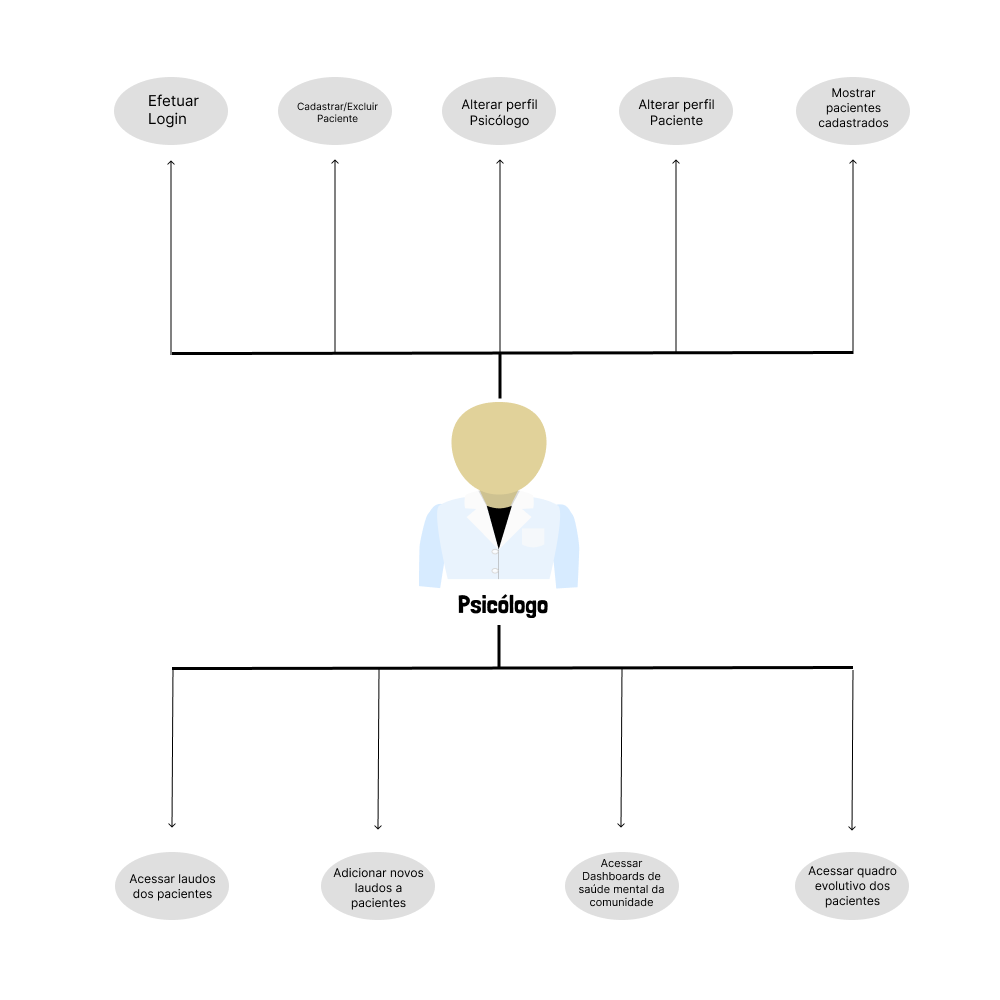 Efetuar
Login
Cadastrar/Excluir
Paciente
Alterar perfil
Psicólogo
Alterar perfil
Paciente
Mostrar
pacientes
cadastrados
Psicólogo
Acessar laudos
dos pacientes
Adicionar novos
laudos a
pacientes
Acessar
Dashboards de
saúde mental da
comunidade
Acessar quadro
evolutivo dos
pacientes